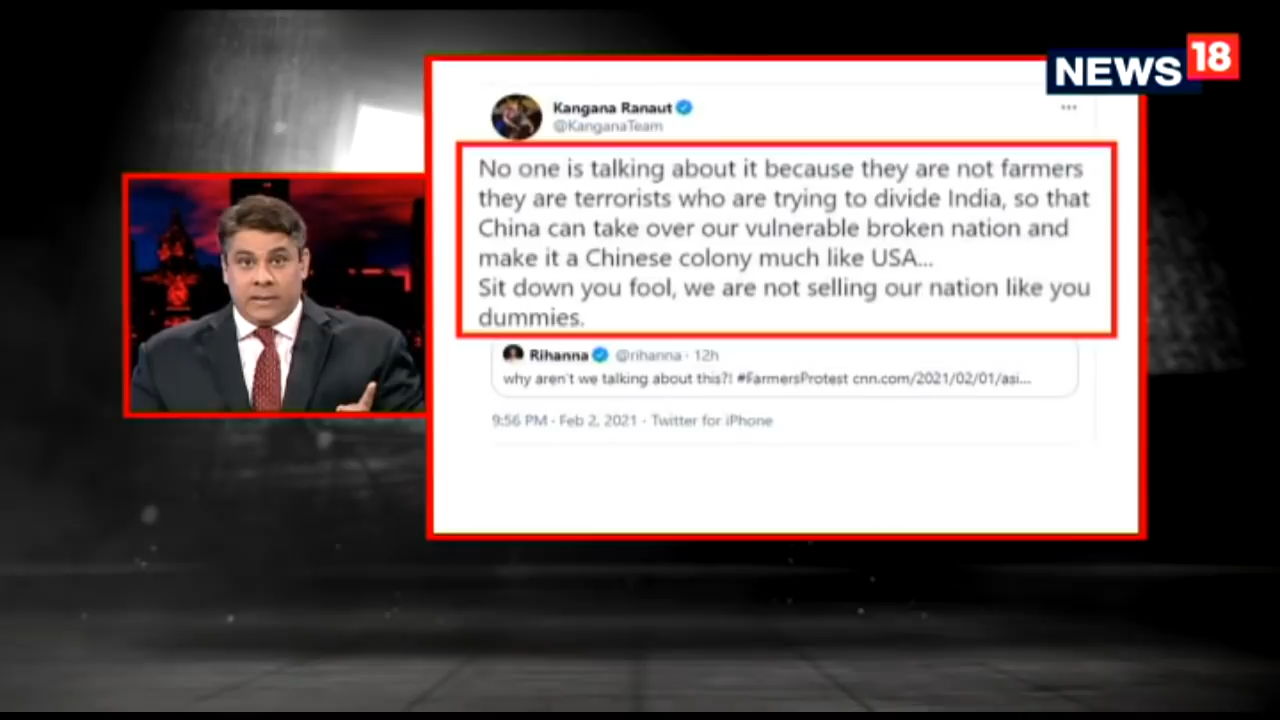 NEWS 18
Kangana Ranaut
@KanganaTeam
No one is talking about it because they are not farmers
they are terrorists who are trying to divide India, so that
China can take over our vulnerable broken nation and
make it a Chinese colony much like USA...
Sit down you fool, we are not selling our nation like you
dummies.
Rihanna @rihanna · 12h
why aren't we talking about this?! #FarmersProtest cnn.com/2021/02/01/asi...
9:56 PM · Feb 2, 2021 · Twitter for iPhone